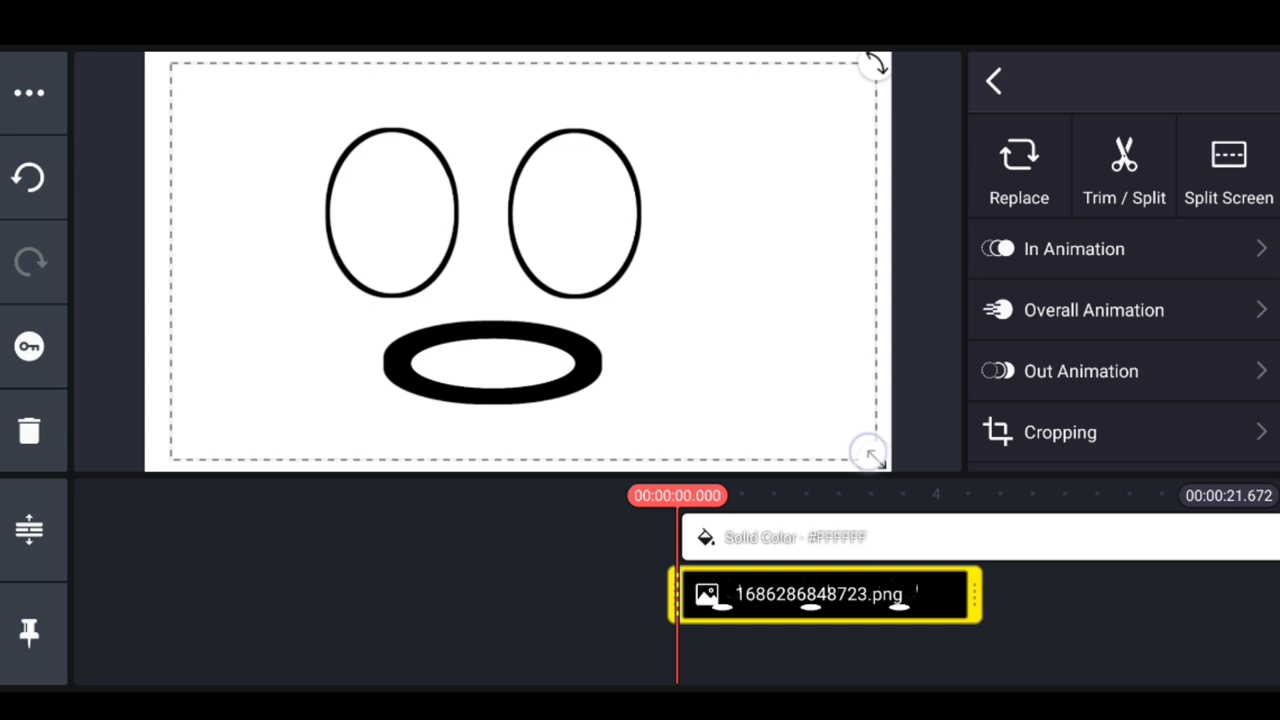 Replace
Trim / Split
Split Screen
In Animation
Overall Animation
Out Animation
Cropping
00:00:00.000
4
00:00:21.672
Solid Color - #FFFFFF
1686286848723.png